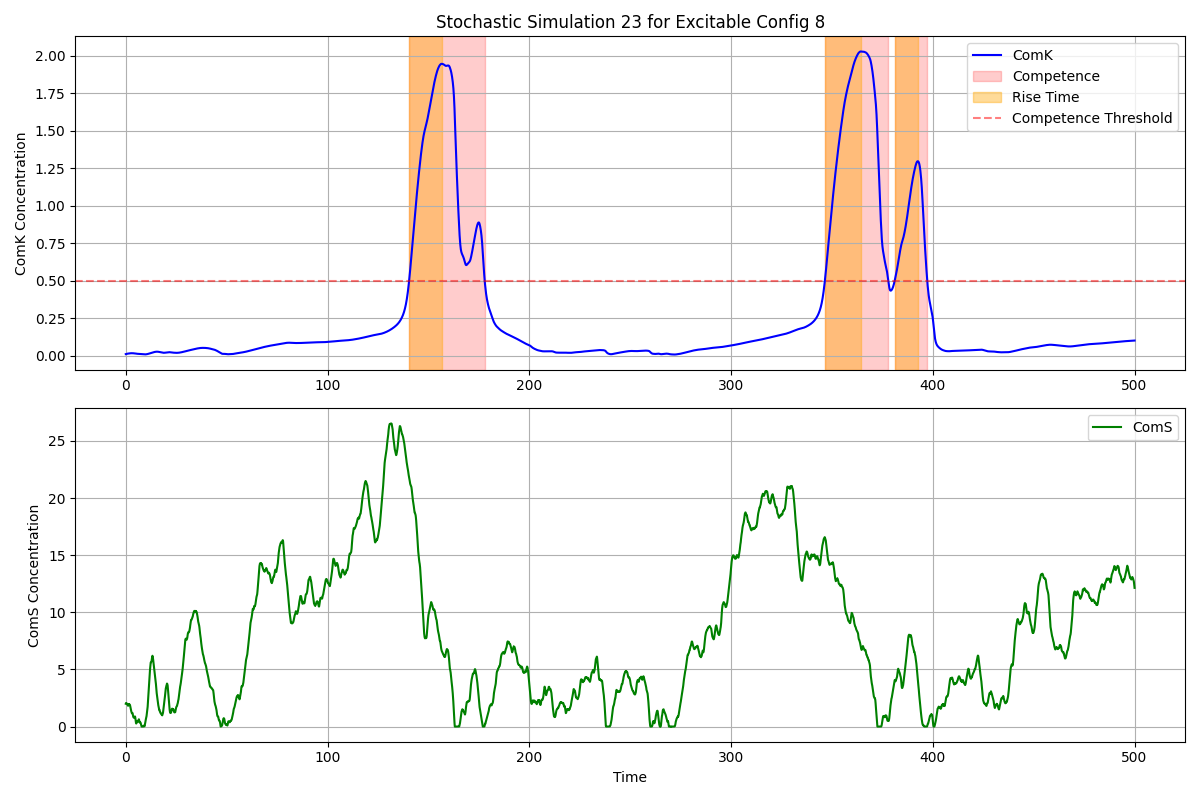 Stochastic Simulation 23 for Excitable Config 8
ComK Concentration
2.00
1.75
1.50
1.25
1.00
0.75
0.50
0.25
0.00
ComK
Competence
Rise Time
Competence Threshold
0 100 200 300 400 500
ComS Concentration
25
20
15
10
5
0
ComS
0 100 200 300 400 500
Time